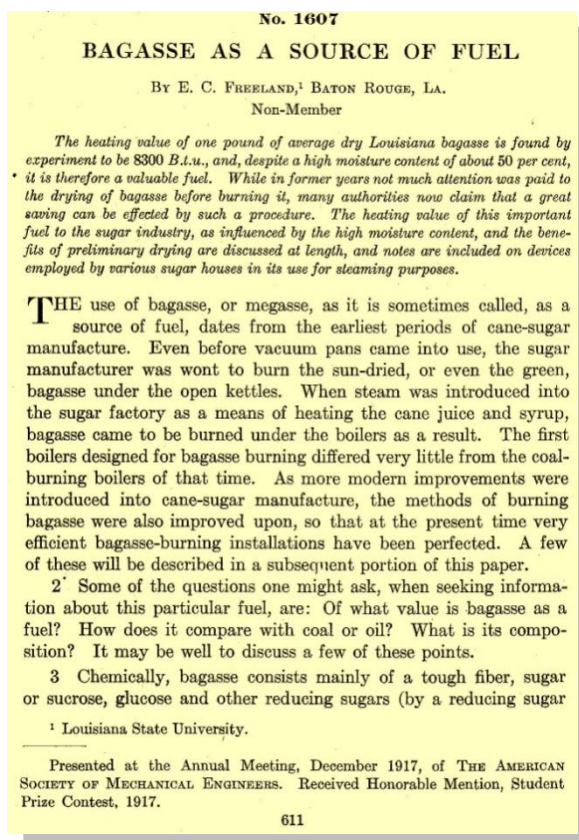 No. 1607
BAGASSE AS A SOURCE OF FUEL
By E. C. Freeland,¹ Baton Rouge, La.
Non-Member
The heating value of one pound of average dry Louisiana bagasse is found by
experiment to be 8300 B.t.u., and, despite a high moisture content of about 50 per cent,
it is therefore a valuable fuel. While in former years not much attention was paid to
the drying of bagasse before burning it, many authorities now claim that a great
saving can be effected by such a procedure. The heating value of this important
fuel to the sugar industry, as influenced by the high moisture content, and the bene-
fits of preliminary drying are discussed at length, and notes are included on devices
employed by various sugar houses in its use for steaming purposes.
THE use of bagasse, or megasse, as it is sometimes called, as a
source of fuel, dates from the earliest periods of cane-sugar
manufacture. Even before vacuum pans came into use, the sugar
manufacturer was wont to burn the sun-dried, or even the green,
bagasse under the open kettles. When steam was introduced into
the sugar factory as a means of heating the cane juice and syrup,
bagasse came to be burned under the boilers as a result. The first
boilers designed for bagasse burning differed very little from the coal-
burning boilers of that time. As more modern improvements were
introduced into cane-sugar manufacture, the methods of burning
bagasse were also improved upon, so that at the present time very
efficient bagasse-burning installations have been perfected. A few
of these will be described in a subsequent portion of this paper.
2 Some of the questions one might ask, when seeking informa-
tion about this particular fuel, are: Of what value is bagasse as a
fuel? How does it compare with coal or oil? What is its compo-
sition? It may be well to discuss a few of these points.
3 Chemically, bagasse consists mainly of a tough fiber, sugar
or sucrose, glucose and other reducing sugars (by a reducing sugar
¹ Louisiana State University.
Presented at the Annual Meeting, December 1917, of The American
Society of Mechanical Engineers. Received Honorable Mention, Student
Prize Contest, 1917.
611